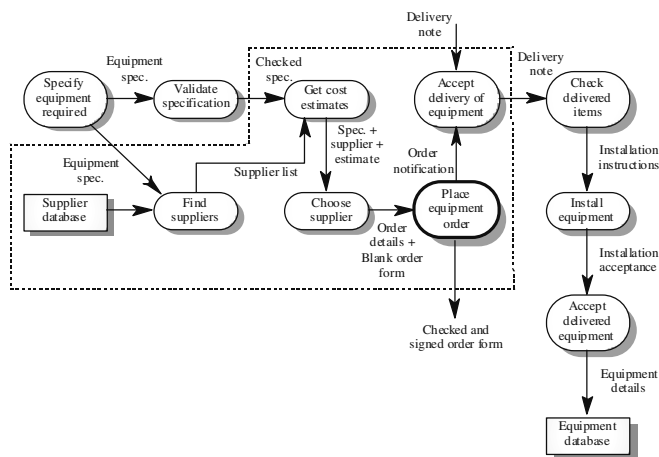 Delivery
note
Delivery
note
Equipment
spec.
Checked
spec.
Specify
equipment
required
Validate
specification
Get cost
estimates
Accept
delivery of
equipment
Check
delivered
items
Spec. +
supplier +
estimate
Equipment
spec.
Supplier list
Order
notification
Installation
instructions
Supplier
database
Find
suppliers
Choose
supplier
Place
equipment
order
Install
equipment
Order
details +
Blank order
form
Installation
acceptance
Checked and
signed order form
Accept
delivered
equipment
Equipment
details
Equipment
database